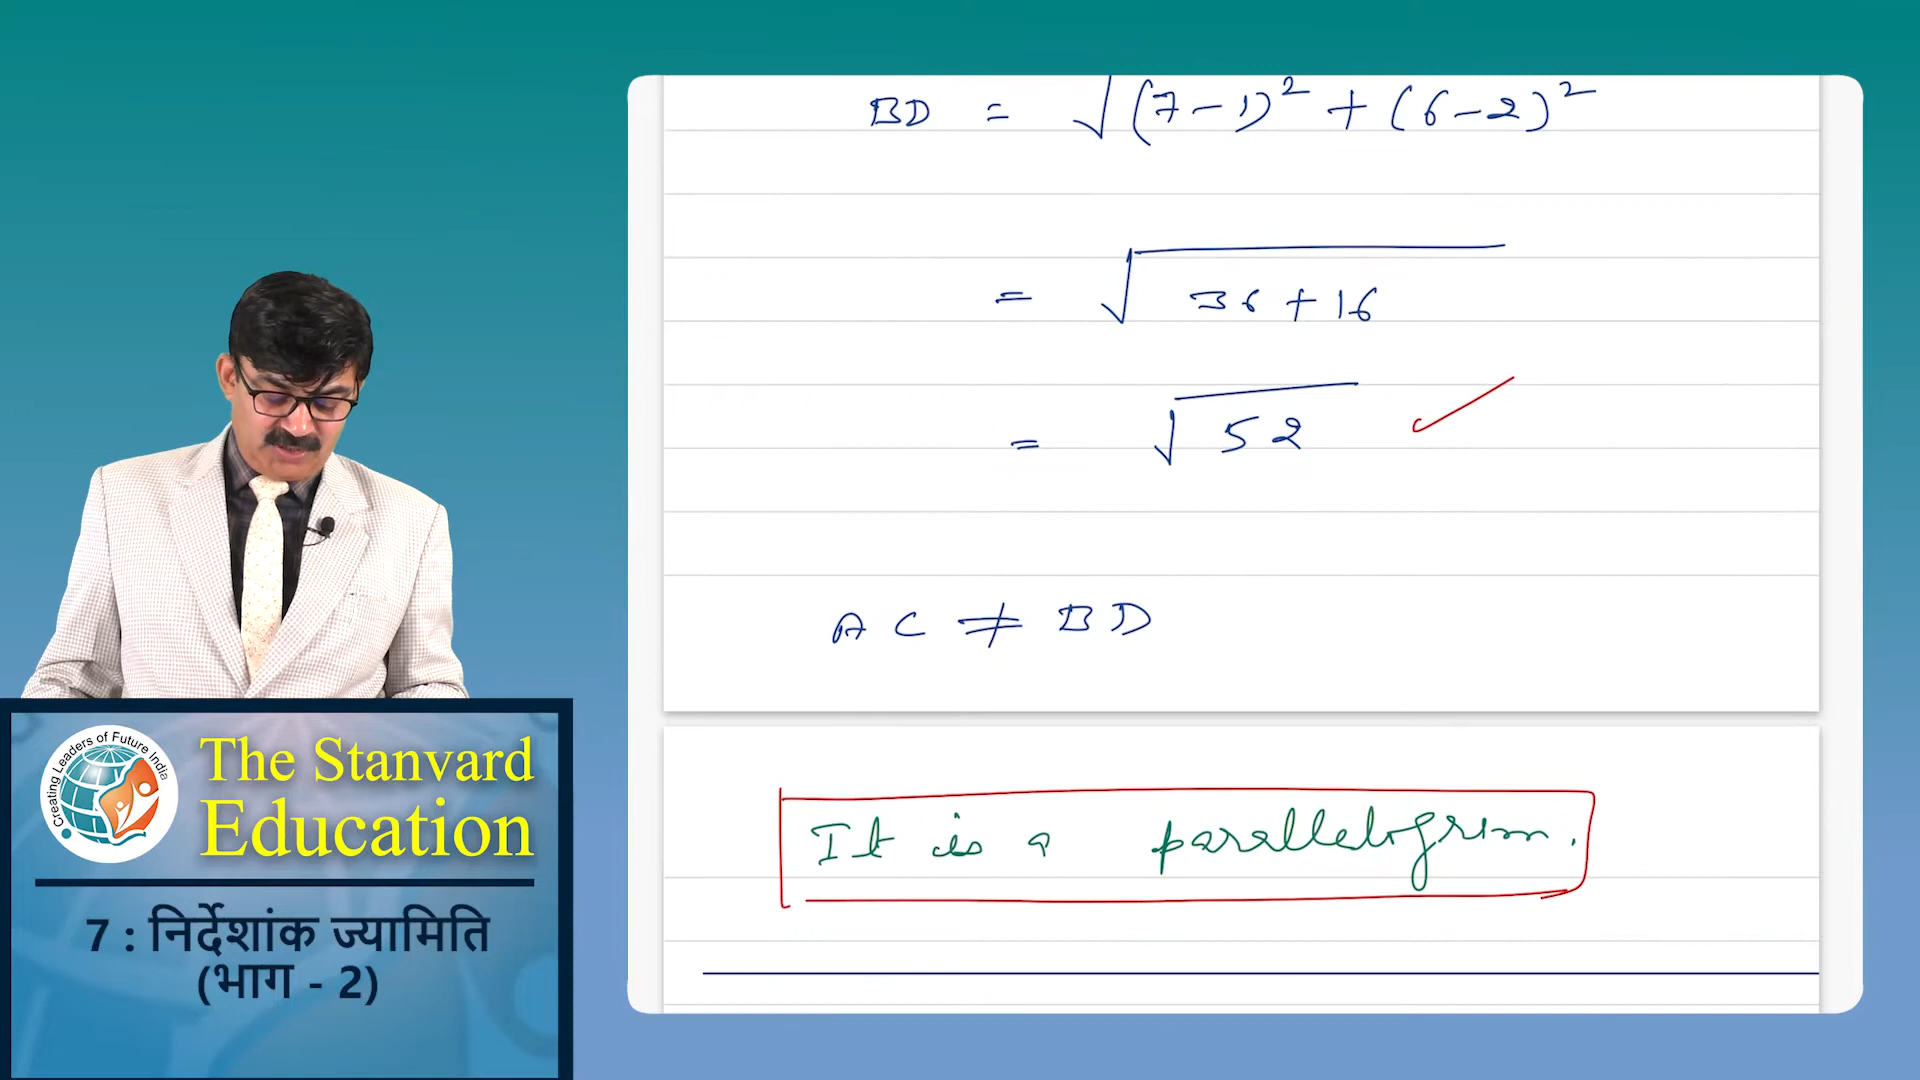 BD = √(7-1)² + (6-2)²
= √36+16
= √52
AC ≠ BD
It is a parallelogram.
Creating Leaders of Future India
The Stanvard
Education
7 : निर्देशांक ज्यामिति
(भाग - 2)